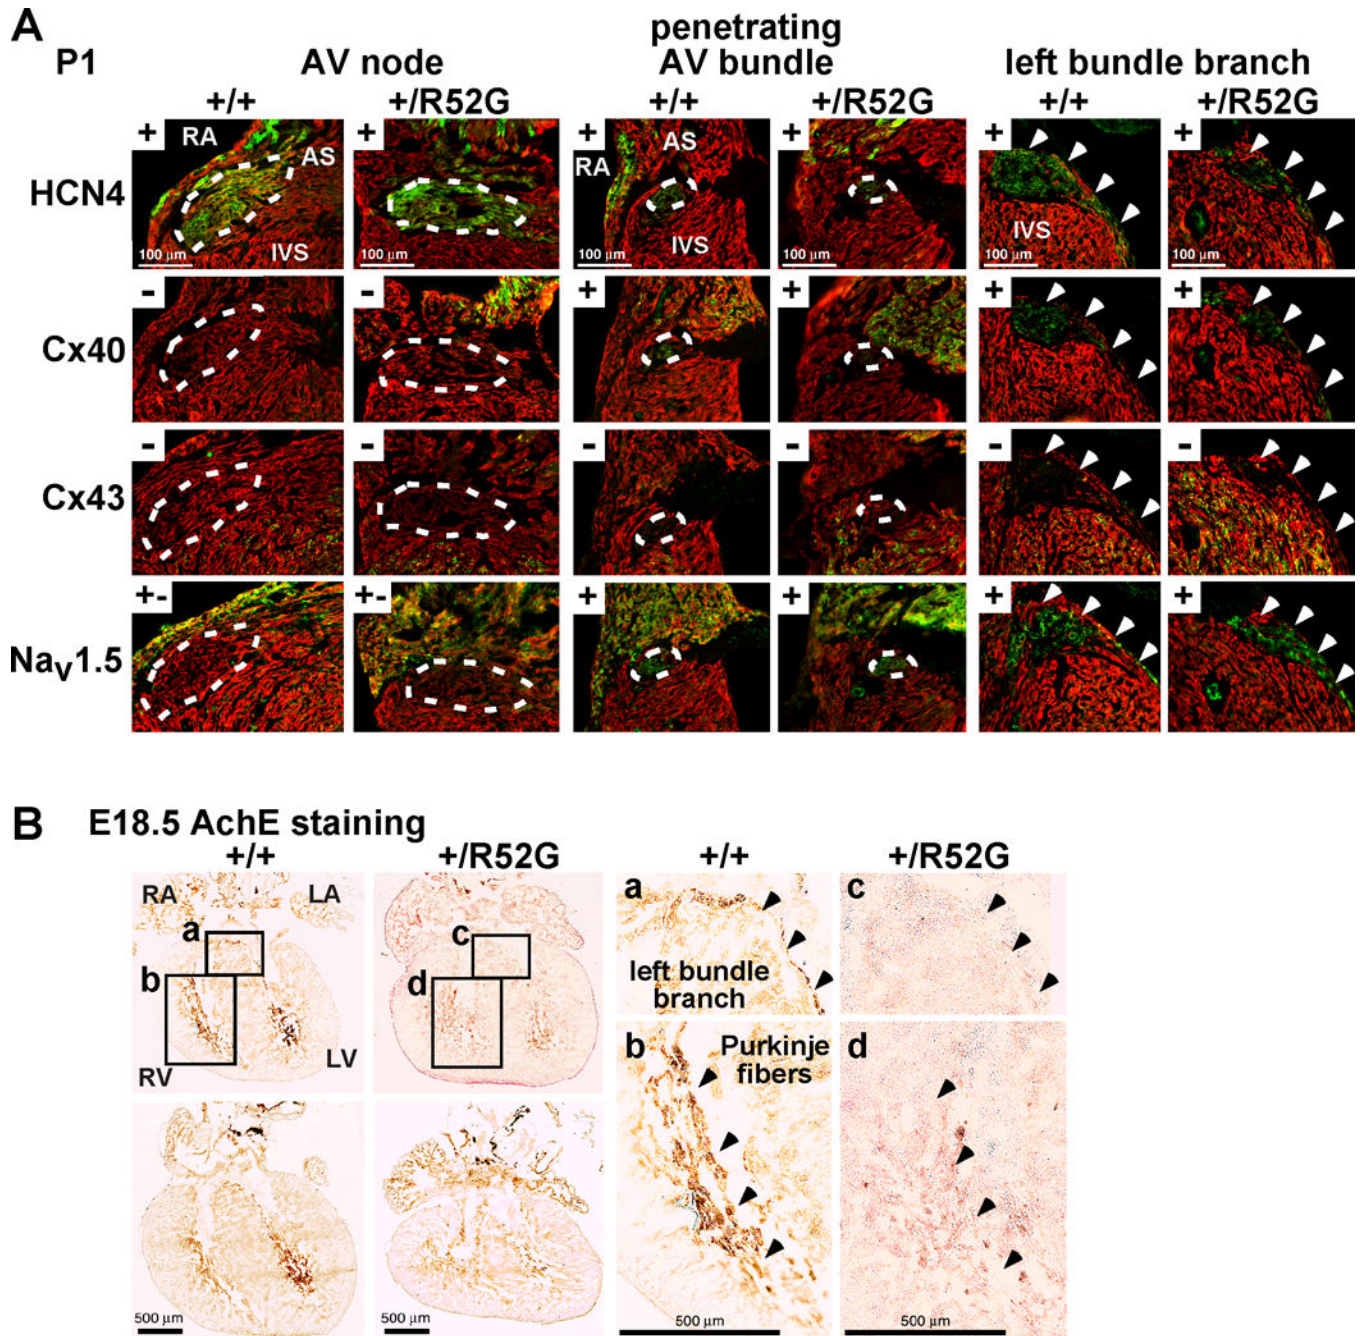 A
P1
AV node
penetrating
AV bundle
left bundle branch
+/+ +/R52G +/+ +/R52G +/+ +/R52G
HCN4
+ RA AS IVS 100 µm
+ 100 µm
+ RA AS IVS 100 µm
+ 100 µm
+ IVS 100 µm
+ 100 µm
Cx40
- - + + + +
Cx43
- - - - - -
NaV1.5
+- +- + + + +
B
E18.5 AchE staining
+/+ +/R52G +/+ +/R52G
RA LA
a
b
RV LV
c
d
a
left bundle
branch
c
b
Purkinje
fibers
d
500 µm
500 µm
500 µm
500 µm